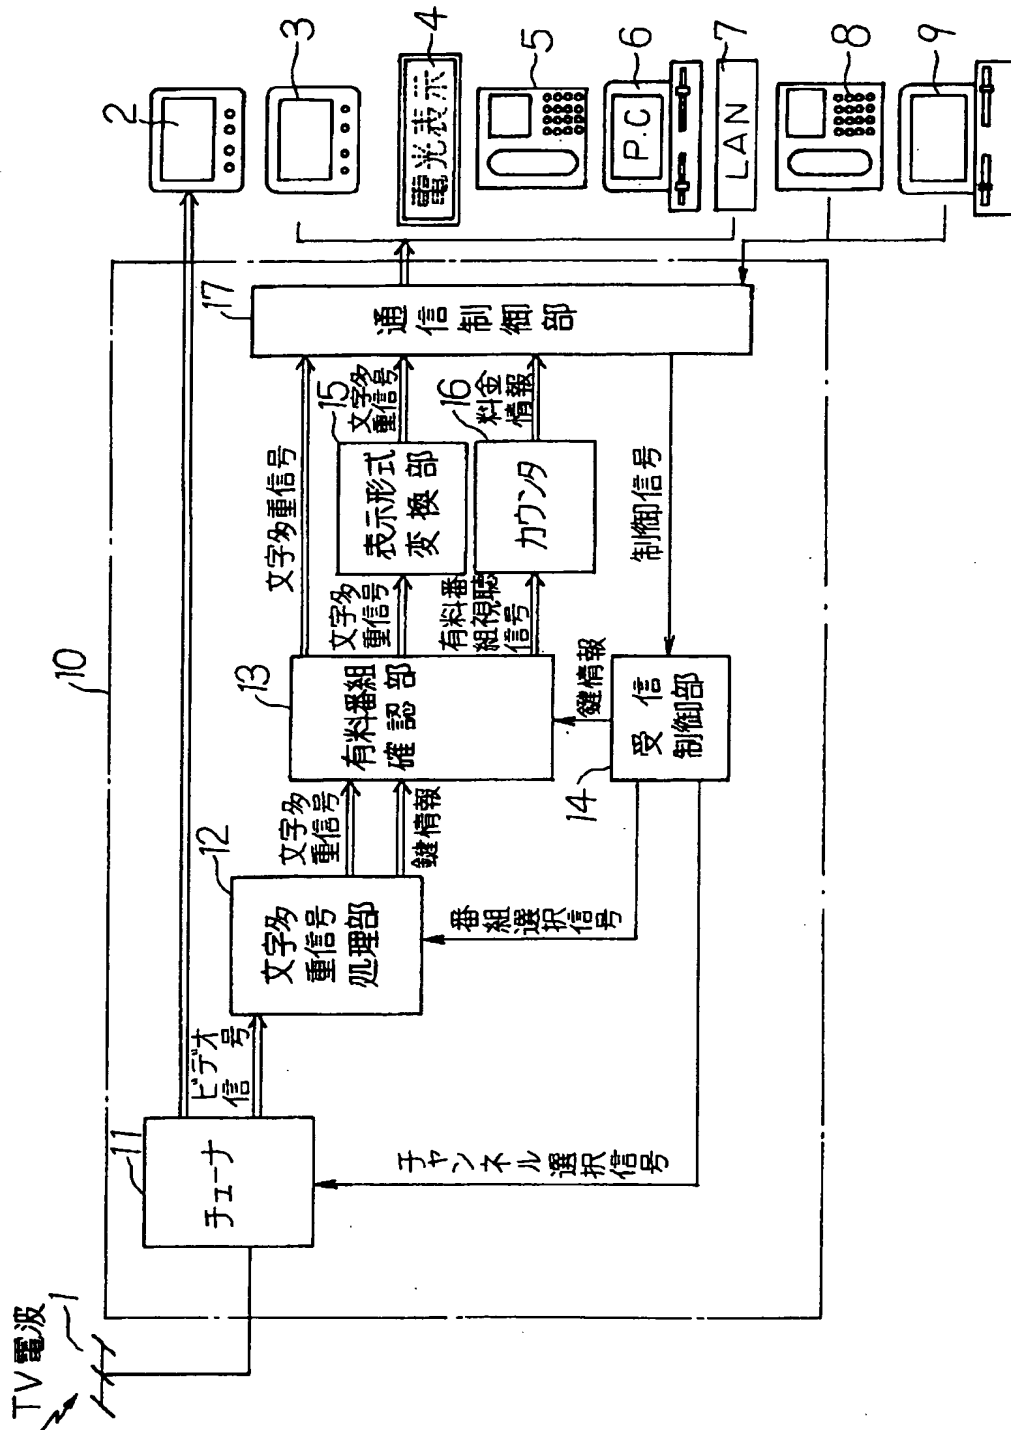 TV電波
1
10
11
チューナ
ビデオ
信号
12
文字多
重信号
処理部
文字多
重信号
鍵情報
13
有料番組
確認部
文字多重信号
文字多
重信号
有料番
組視聴
信号
15
表示形式
変換部
文字多
重信号
16
カウンタ
料金
情報
17
通信制御部
14
受信
制御部
鍵情報
制御信号
番組選択信号
チャンネル選択信号
2
3
電光表示
4
5
P.C
6
LAN
7
8
9